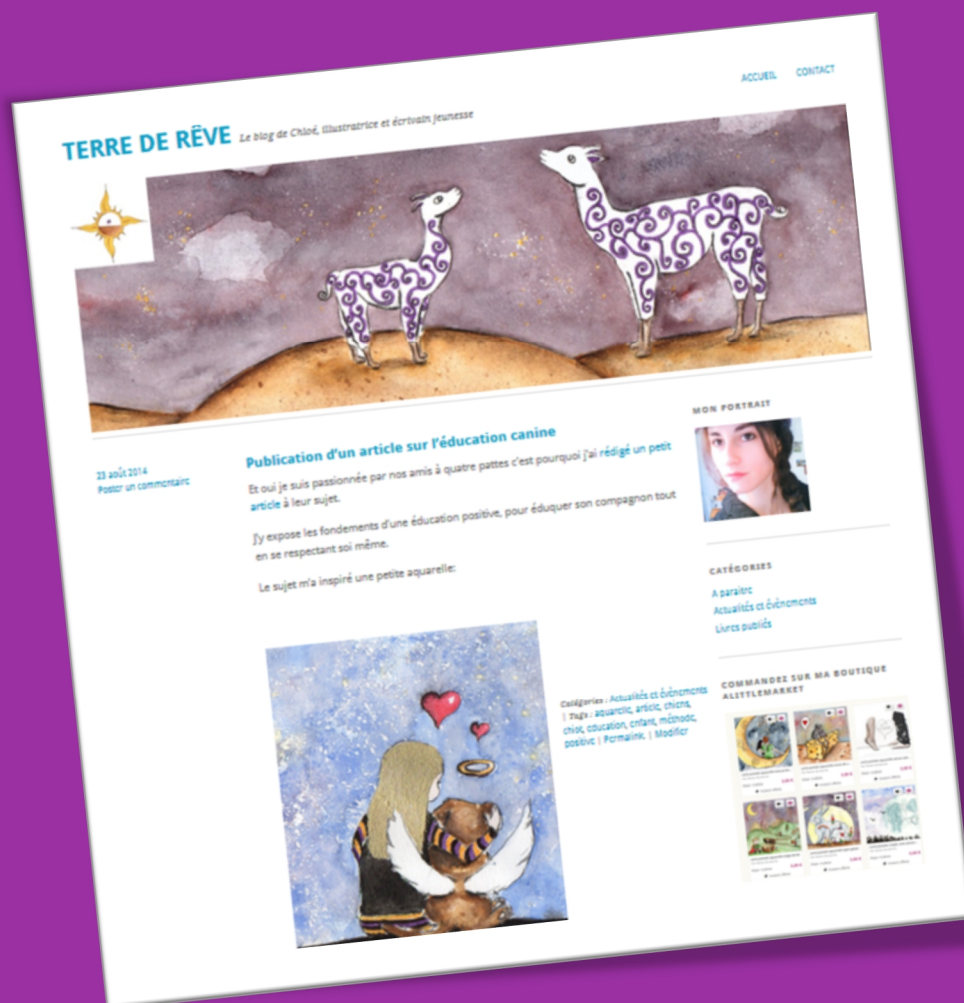 ACCUEIL CONTACT
TERRE DE RÊVE Le blog de Chloé, illustratrice et écrivain jeunesse
23 août 2014
Poster un commentaire
Publication d'un article sur l'éducation canine
Et oui je suis passionnée par nos amis à quatre pattes c'est pourquoi j'ai rédigé un petit
article à leur sujet.
J'y expose les fondements d'une éducation positive, pour éduquer son compagnon tout
en se respectant soi même.
Le sujet m'a inspiré une petite aquarelle:
Catégories : Actualités et événements
| Tags : aquarelle, article, chiens,
chiot, education, enfant, méthode,
positive | Permalink. | Modifier
MON PORTRAIT
CATÉGORIES
A paraitre
Actualités et événements
Livres publiés
COMMANDEZ SUR MA BOUTIQUE
ALITTLEMARKET